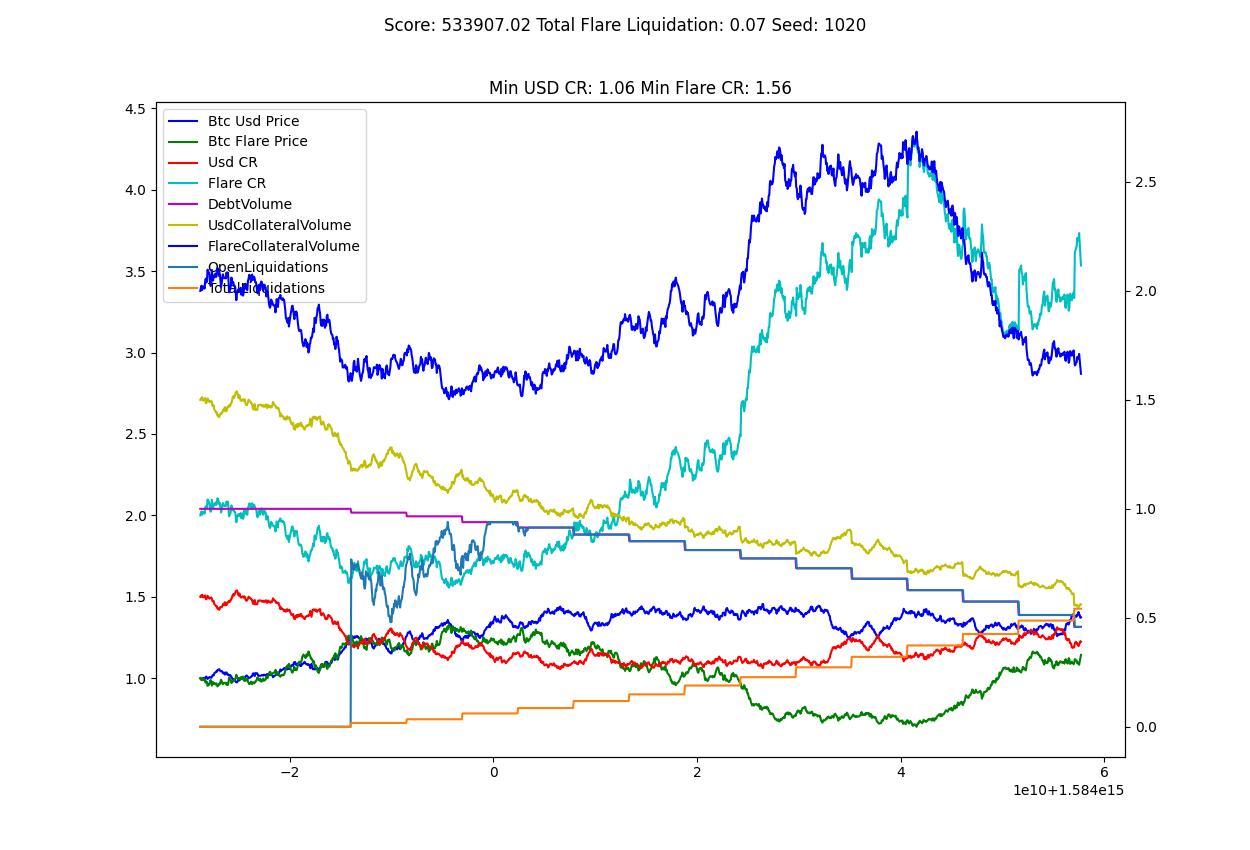 Score: 533907.02 Total Flare Liquidation: 0.07 Seed: 1020
Min USD CR: 1.06 Min Flare CR: 1.56
4.5
4.0
3.5
3.0
2.5
2.0
1.5
1.0
Btc Usd Price
Btc Flare Price
Usd CR
Flare CR
DebtVolume
UsdCollateralVolume
FlareCollateralVolume
OpenLiquidations
TotalLiquidations
2.5
2.0
1.5
1.0
0.5
0.0
−2
0
2
4
6
1e10+1.584e15